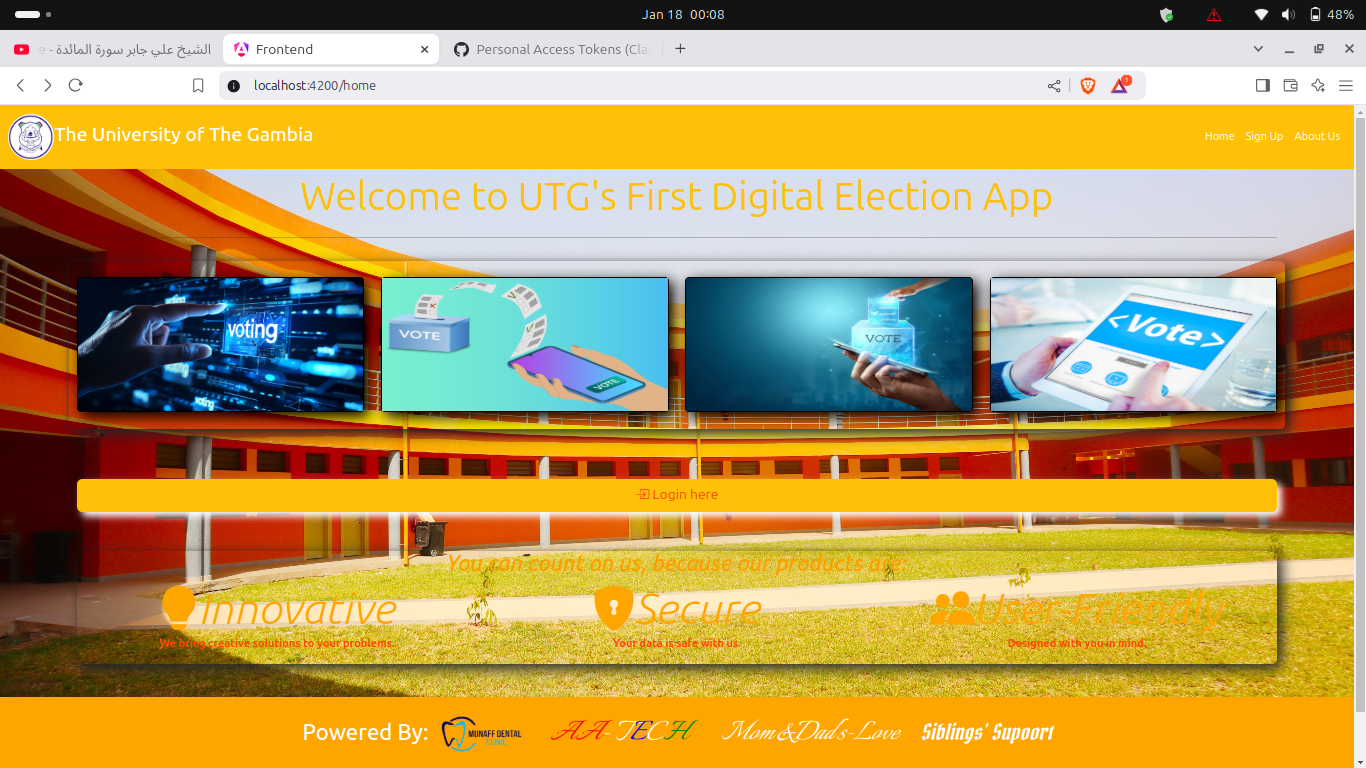 Jan 18 00:08
48%
e - الشيخ علي جابر سورة المائدة
Frontend
Personal Access Tokens (Clas
localhost:4200/home
1
The University of The Gambia
Home Sign Up About Us
Welcome to UTG's First Digital Election App
voting
voting
voting
VOTE
VOTE
VOTE
<Vote>
Login here
You can count on us, because our products are:
Innovative
Secure
User-Friendly
We bring creative solutions to your problems.
Your data is safe with us.
Designed with you in mind.
Powered By:
MUNAFF DENTAL
CLINIC
AA-TECH
Mom&Dad's-Love
Siblings' Supoort